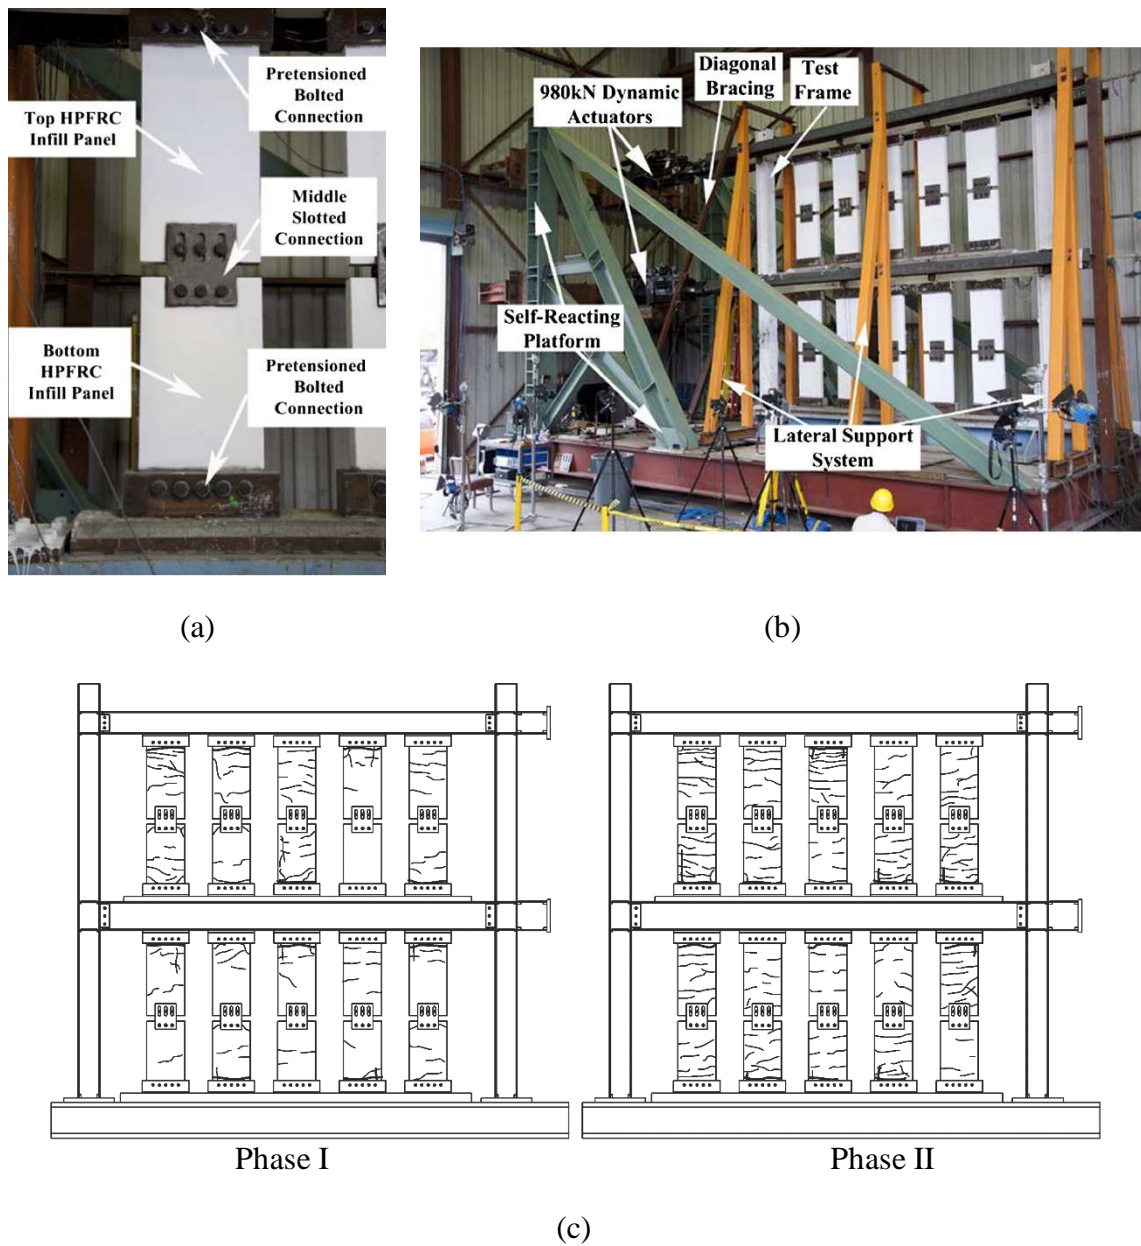 Pretensioned
Bolted
Connection
Top HPFRC
Infill Panel
Middle
Slotted
Connection
Bottom
HPFRC
Infill Panel
Pretensioned
Bolted
Connection
(a)
980kN Dynamic
Actuators
Diagonal
Bracing
Test
Frame
Self-Reacting
Platform
Lateral Support
System
(b)
Phase I
Phase II
(c)